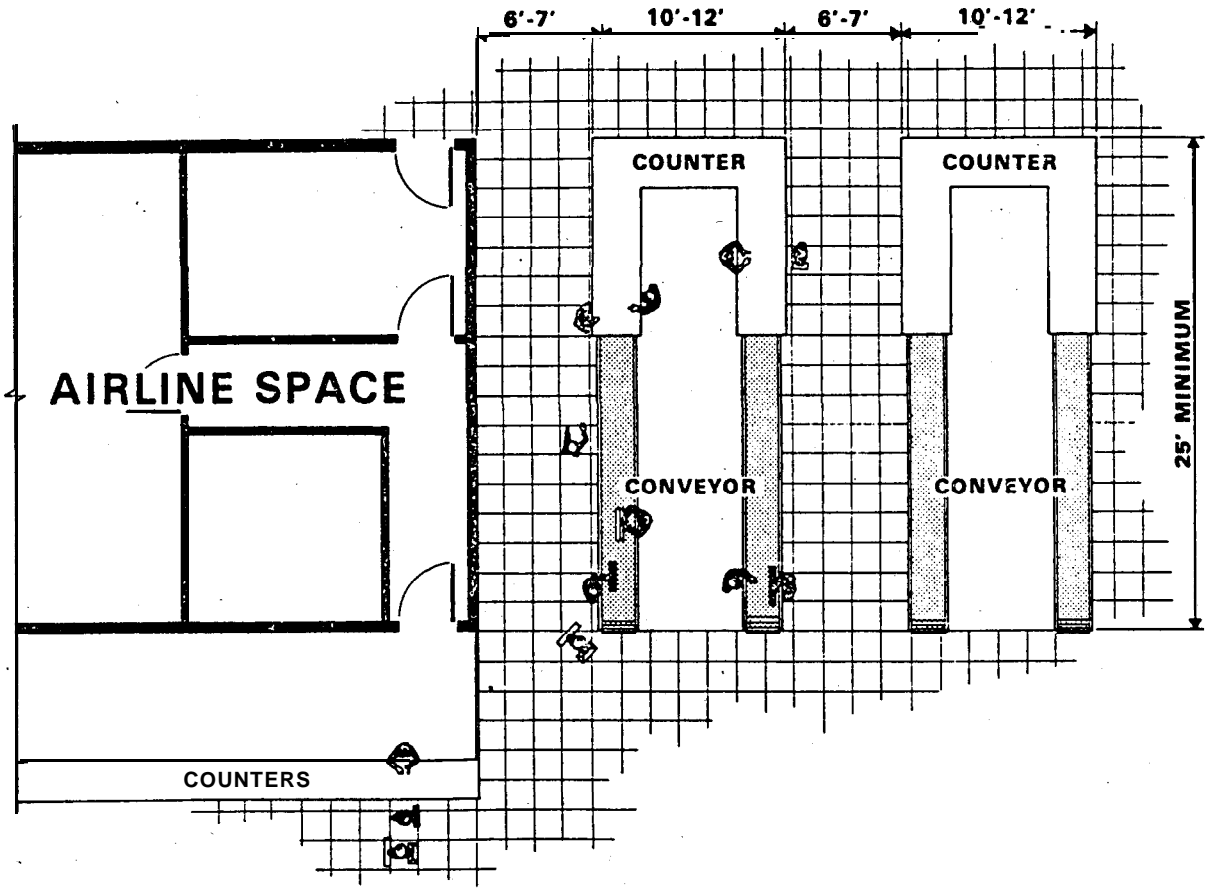 6'-7' 10'-12' 6'-7' 10'-12'
COUNTER COUNTER
25' MINIMUM
AIRLINE SPACE
CONVEYOR CONVEYOR
COUNTERS